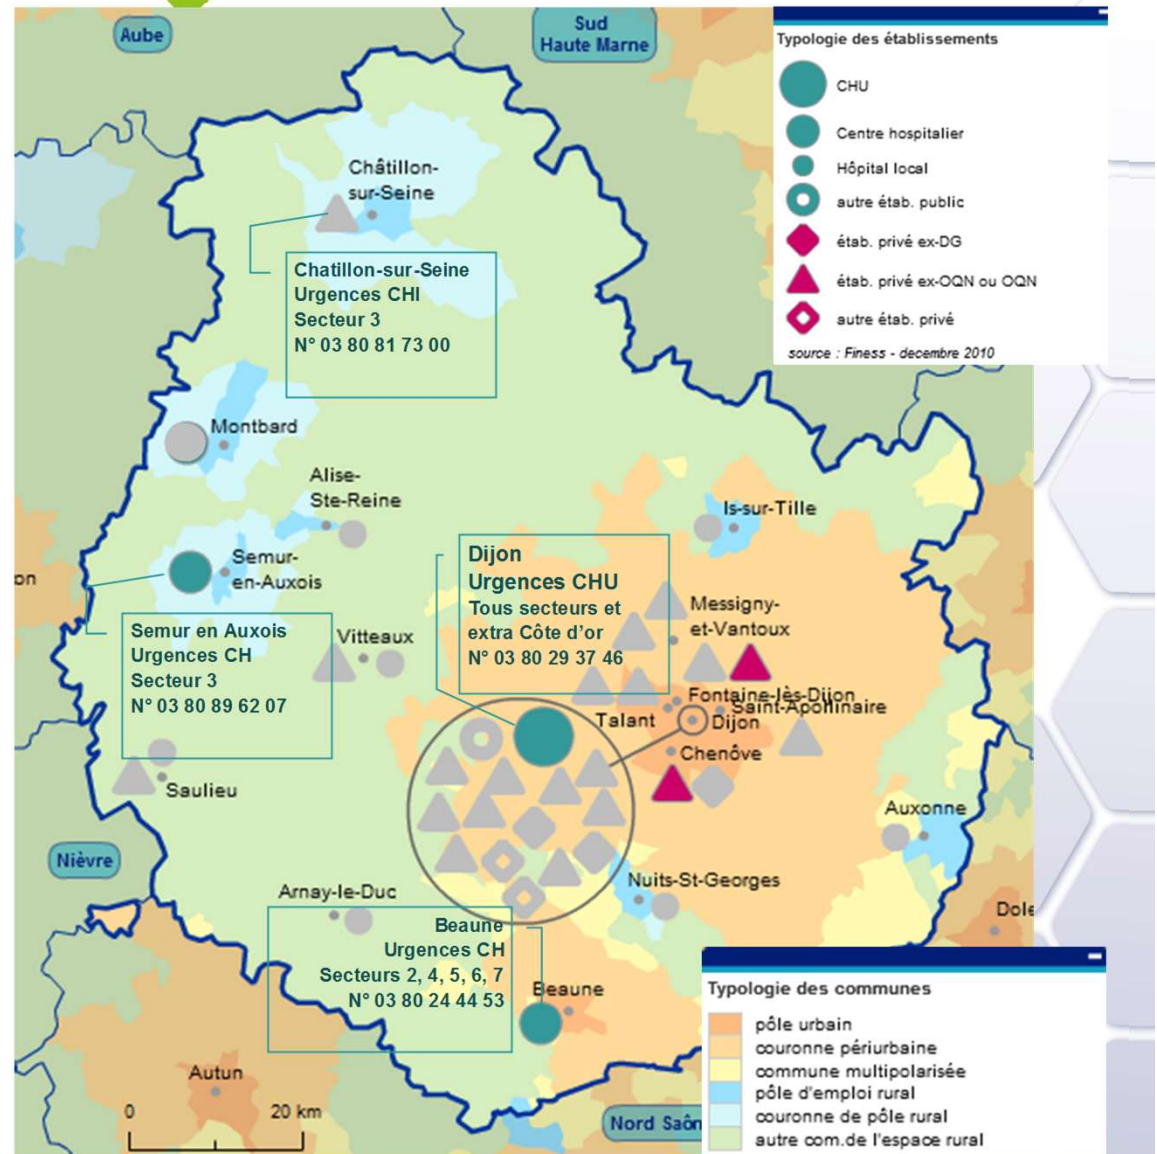 Aube
Sud
Haute Marne
Typologie des établissements
CHU
Centre hospitalier
Hôpital local
autre étab. public
étab. privé ex-DG
étab. privé ex-OQN ou OQN
autre étab. privé
source : Finess - decembre 2010
Châtillon-
sur-Seine
Chatillon-sur-Seine
Urgences CHI
Secteur 3
N° 03 80 81 73 00
Montbard
Alise-
Ste-Reine
Is-sur-Tille
Semur-
en-Auxois
on
Dijon
Urgences CHU
Tous secteurs et
extra Côte d'or
N° 03 80 29 37 46
Messigny-
et-Vantoux
Semur en Auxois
Urgences CH
Secteur 3
N° 03 80 89 62 07
Vitteaux
Fontaine-lès-Dijon
Saint-Apollinaire
Talant
Dijon
Chenôve
Saulieu
Auxonne
Nièvre
Arnay-le-Duc
Nuits-St-Georges
Dole
Beaune
Urgences CH
Secteurs 2, 4, 5, 6, 7
N° 03 80 24 44 53
Beaune
Autun
0 20 km
Nord Saôn
Typologie des communes
pôle urbain
couronne périurbaine
commune multipolarisée
pôle d'emploi rural
couronne de pôle rural
autre com.de l'espace rural